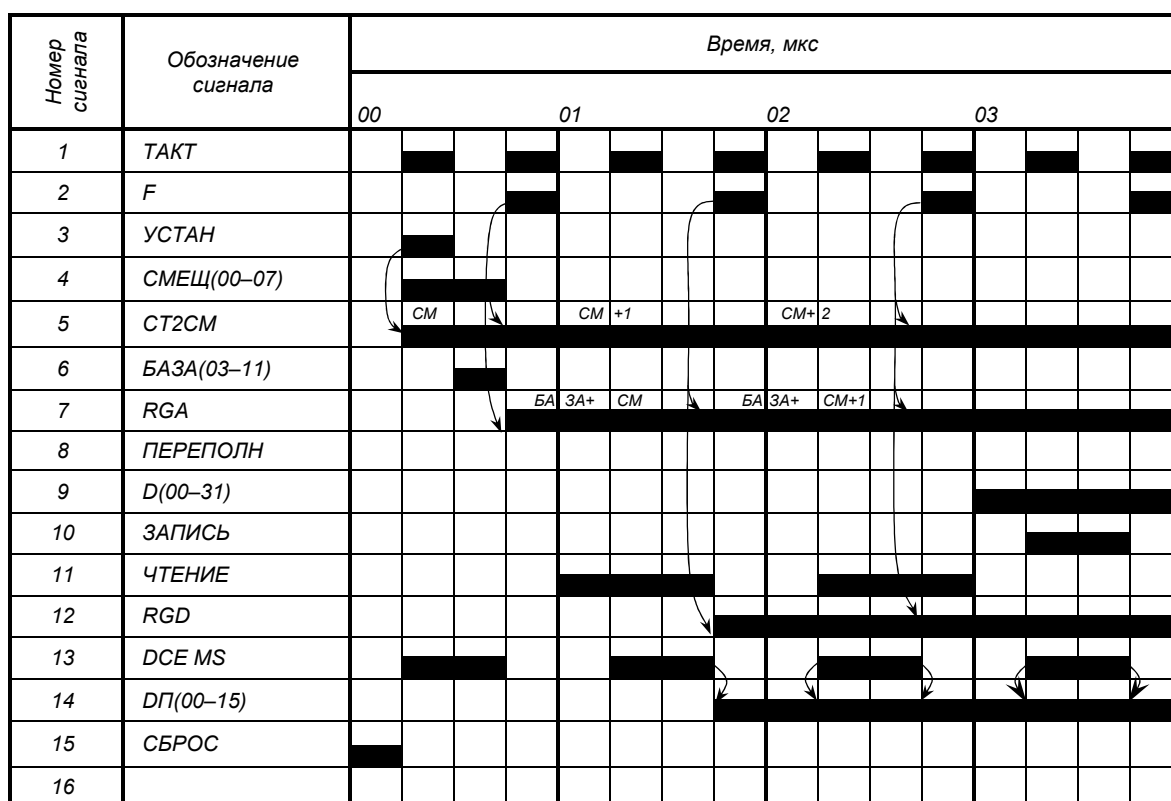 Номер сигнала
Обозначение сигнала
Время, мкс
00 01 02 03
1 ТАКТ
2 F
3 УСТАН
4 СМЕЩ(00–07)
СМ СМ +1 СМ+ 2
5 СТ2СМ
6 БАЗА(03–11)
БА ЗА+ СМ БА ЗА+ СМ+1
7 RGA
8 ПЕРЕПОЛН
9 D(00–31)
10 ЗАПИСЬ
11 ЧТЕНИЕ
12 RGD
13 DCE MS
14 DП(00–15)
15 СБРОС
16